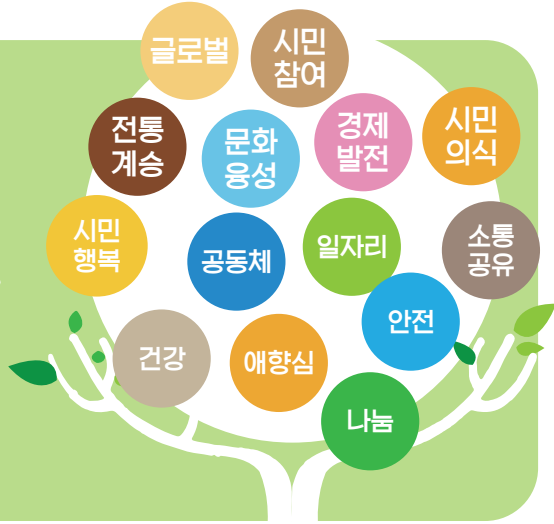 글로벌
시민
참여
전통
계승
문화
융성
경제
발전
시민
의식
시민
행복
공동체
일자리
소통
공유
안전
건강
애향심
나눔